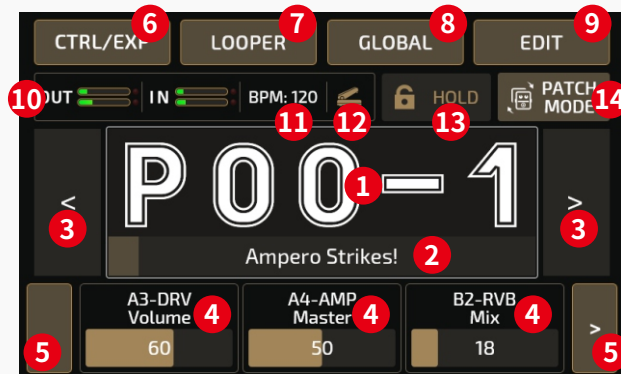 6
7
8
9
CTRL/EXP
LOOPER
GLOBAL
EDIT
10
OUT
IN
BPM: 120
HOLD
PATCH
MODE
14
11
12
13
P00-1
1
<
>
3
3
Ampero Strikes!
2
A3-DRV
Volume
4
60
A4-AMP
Master
4
50
B2-RVB
Mix
4
18
>
5
5